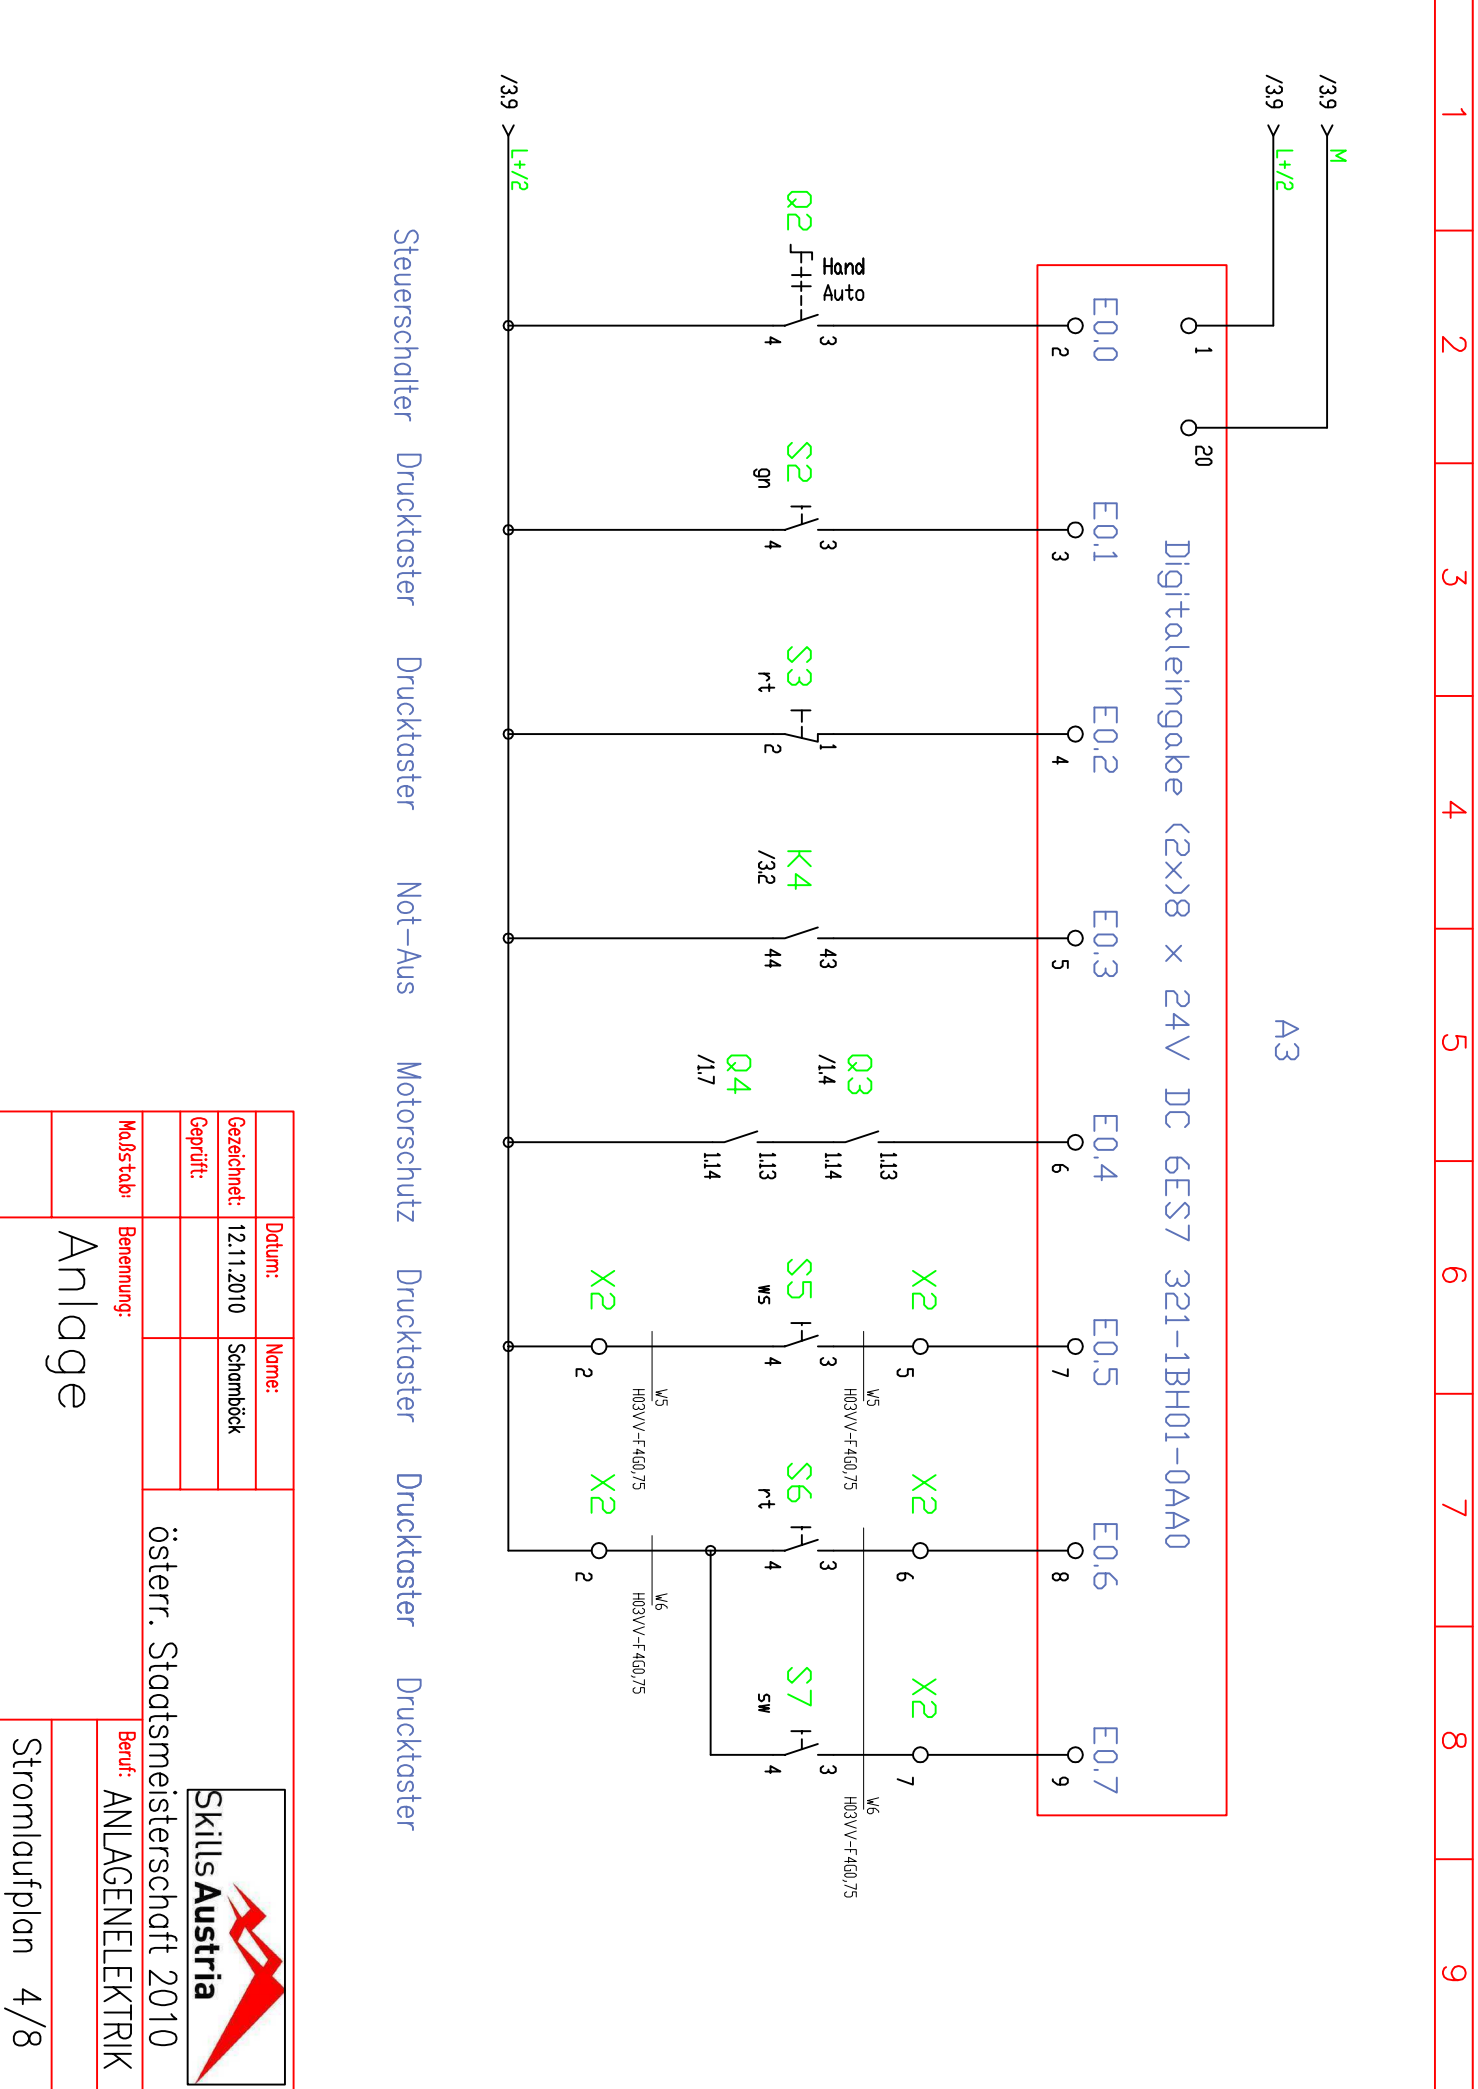 1 2 3 4 5 6 7 8 9
/3.9 M
/3.9 L+/2
A3
1 20
Digitaleingabe (2x)8 x 24V DC 6ES7 321-1BH01-0AA0
E0.0 E0.1 E0.2 E0.3 E0.4 E0.5 E0.6 E0.7
2 3 4 5 6 7 8 9
X2 5 X2 6 X2 7
W5 H03VV-F4G0,75
W6 H03VV-F4G0,75
Hand
Auto
Q3 /1.4 1.13 1.14
Q2 3 4
S2 gn 3 4
S3 rt 1 2
K4 /3.2 43 44
S5 ws 3 4
S6 rt 3 4
S7 sw 3 4
Q4 /1.7 1.13 1.14
W5 H03VV-F4G0,75
W6 H03VV-F4G0,75
X2 2 X2 2
/3.9 L+/2
Steuerschalter Drucktaster Drucktaster Not-Aus Motorschutz Drucktaster Drucktaster Drucktaster
Datum: Name:
Gezeichnet: 12.11.2010 Schamböck
Geprüft:
SkillsAustria
österr. Staatsmeisterschaft 2010
Maßstab: Benennung:
Anlage
Beruf: ANLAGENELEKTRIK
Stromlaufplan 4/8